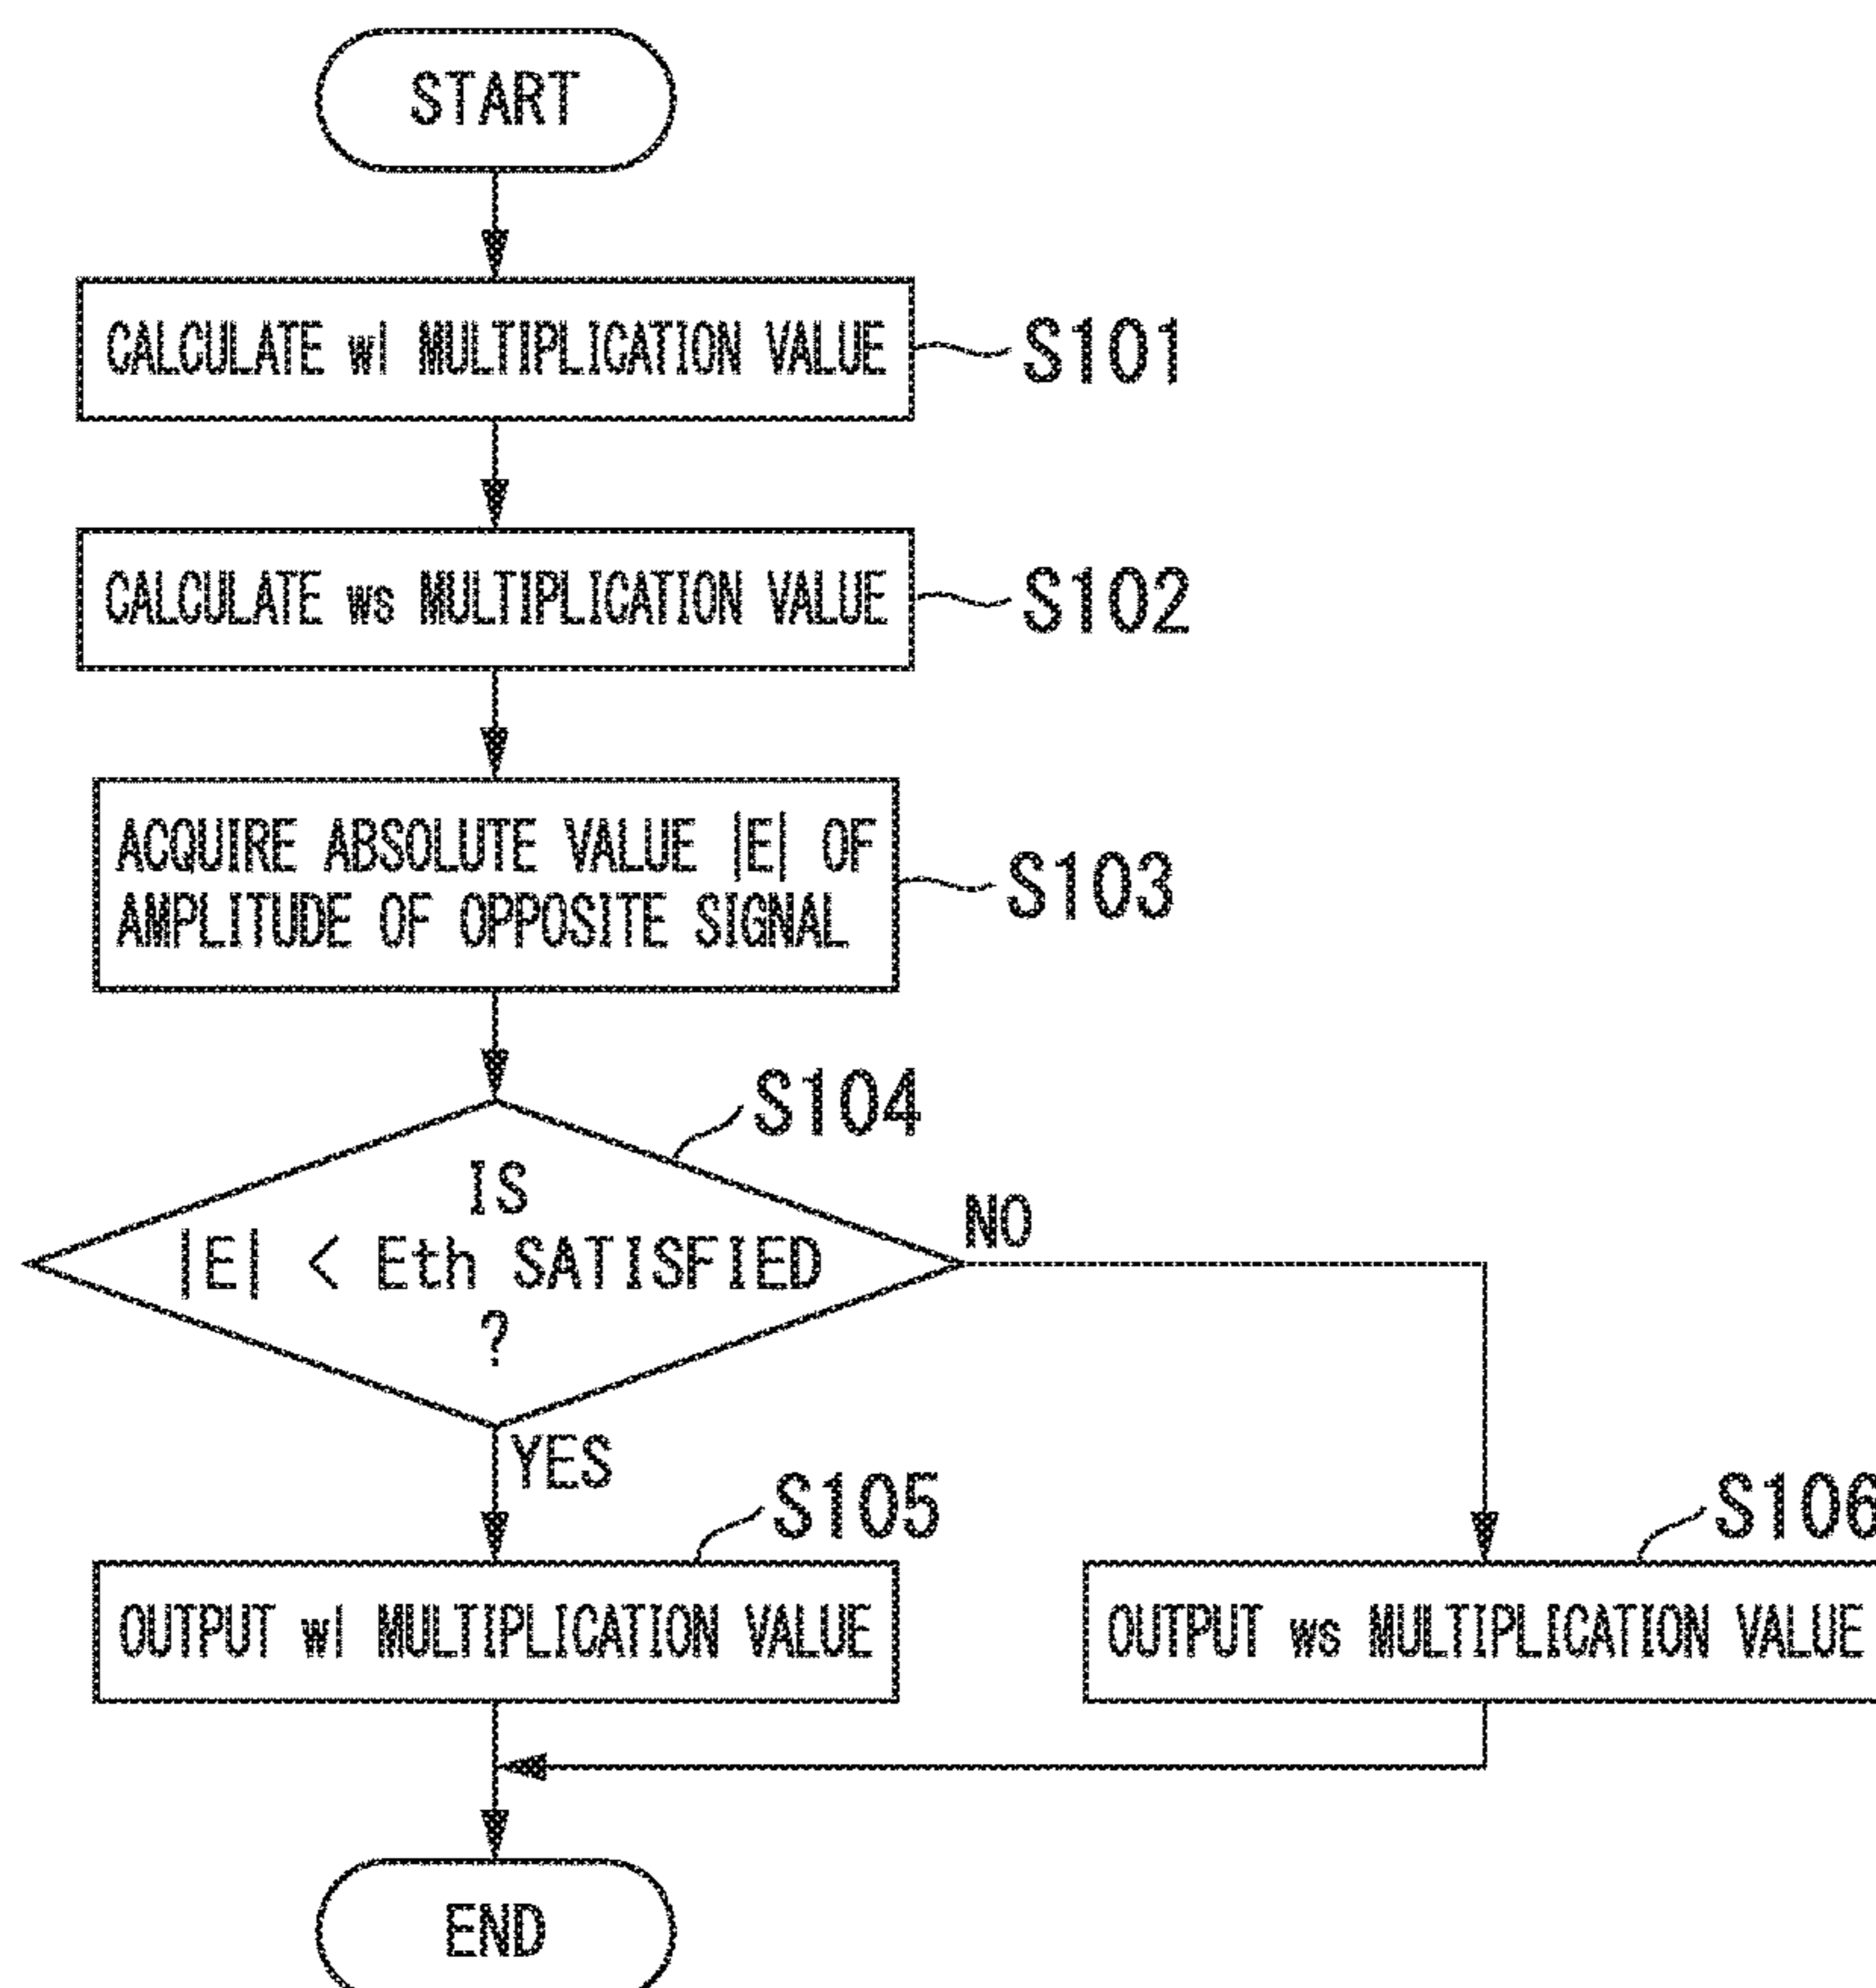 START
CALCULATE wl MULTIPLICATION VALUE
S101
CALCULATE ws MULTIPLICATION VALUE
S102
ACQUIRE ABSOLUTE VALUE |E| OF
AMPLITUDE OF OPPOSITE SIGNAL
S103
S104
IS
|E| < Eth SATISFIED
?
NO
YES
S105
S106
OUTPUT wl MULTIPLICATION VALUE
OUTPUT ws MULTIPLICATION VALUE
END